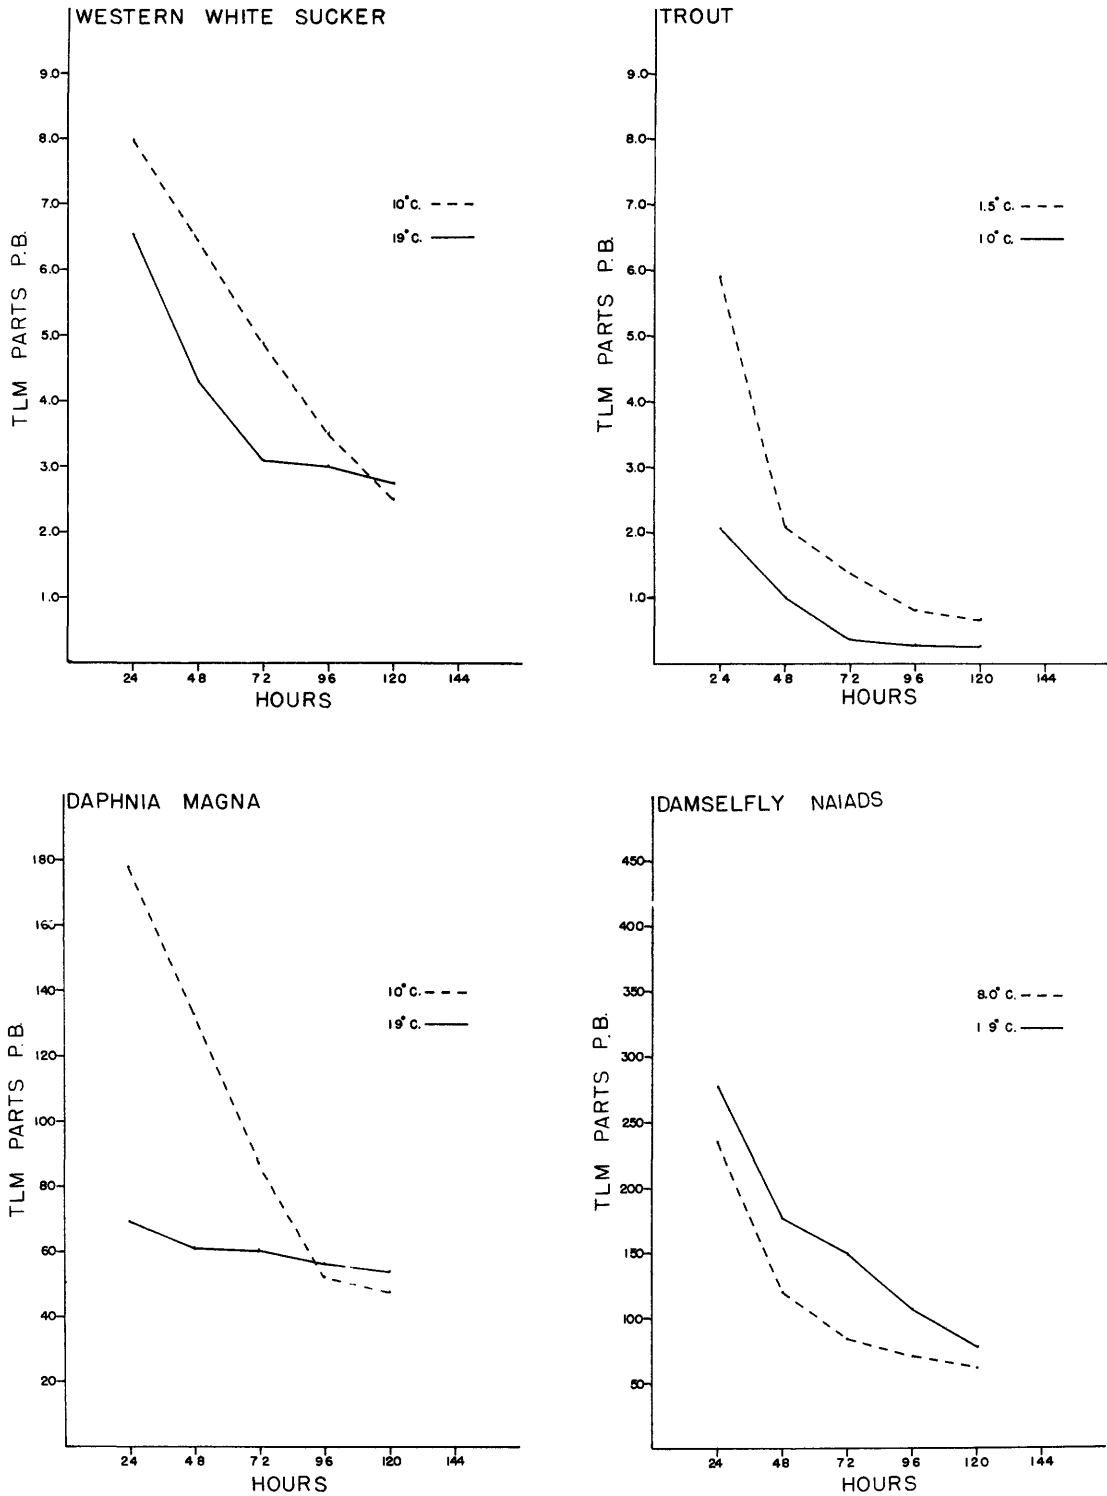 WESTERN WHITE SUCKER
9.0
8.0
7.0
6.0
5.0
4.0
3.0
2.0
1.0
TLM PARTS P.B.
10°C.
19°C.
24 48 72 96 120 144
HOURS
TROUT
9.0
8.0
7.0
6.0
5.0
4.0
3.0
2.0
1.0
TLM PARTS P.B.
1.5°C.
10°C.
24 48 72 96 120 144
HOURS
DAPHNIA MAGNA
180
160
140
120
100
80
60
40
20
TLM PARTS P.B.
10°C.
19°C.
24 48 72 96 120 144
HOURS
DAMSELFLY NAIADS
450
400
350
300
250
200
150
100
50
TLM PARTS P.B.
8.0°C.
19°C.
24 48 72 96 120 144
HOURS